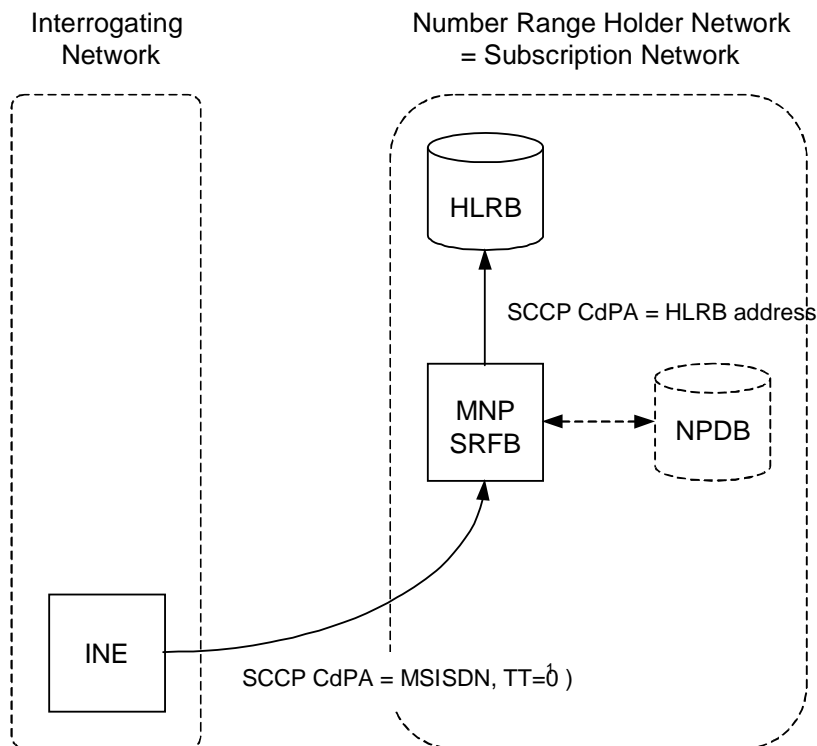 Interrogating
Network
Number Range Holder Network
= Subscription Network
HLRB
SCCP CdPA = HLRB address
MNP
SRFB
NPDB
INE
SCCP CdPA = MSISDN, TT=0 1)